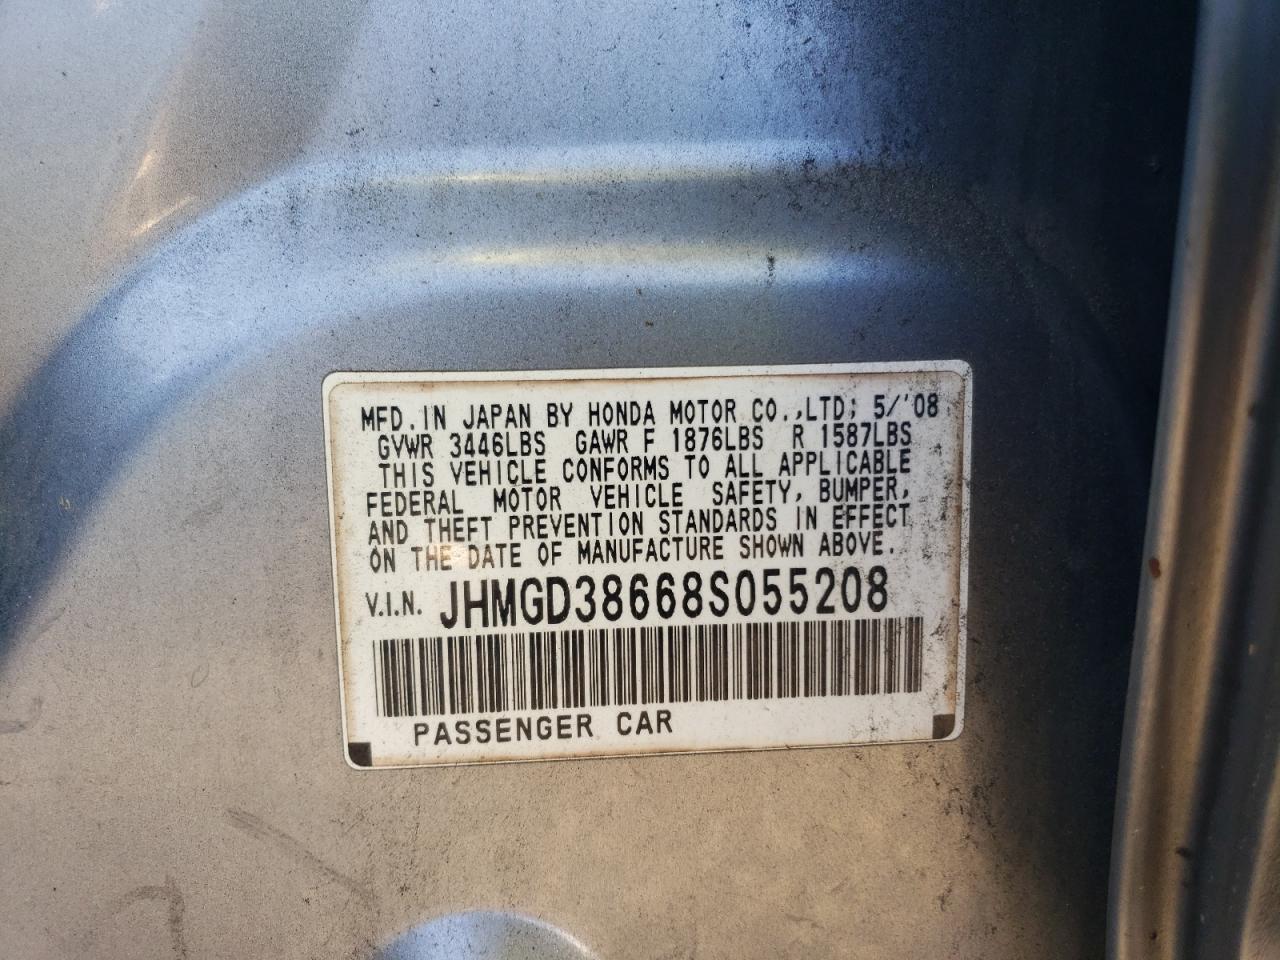 MFD.IN JAPAN BY HONDA MOTOR CO.,LTD; 5/'08
GVWR 3446LBS GAWR F 1876LBS R 1587LBS
THIS VEHICLE CONFORMS TO ALL APPLICABLE
FEDERAL MOTOR VEHICLE SAFETY, BUMPER,
AND THEFT PREVENTION STANDARDS IN EFFECT
ON THE DATE OF MANUFACTURE SHOWN ABOVE.
V.I.N. JHMGD38668S055208
PASSENGER CAR